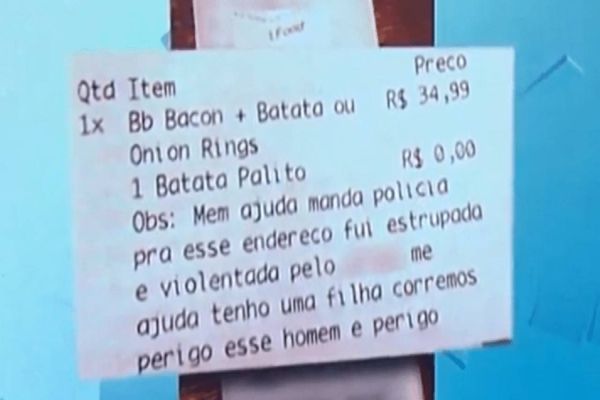 iFood
Preco
Qtd Item
1x Bb Bacon + Batata ou R$ 34,99
Onion Rings
1 Batata Palito R$ 0,00
Obs: Mem ajuda manda policia
pra esse endereco fui estrupada
e violentada pelo me
ajuda tenho uma filha corremos
perigo esse homem e perigo